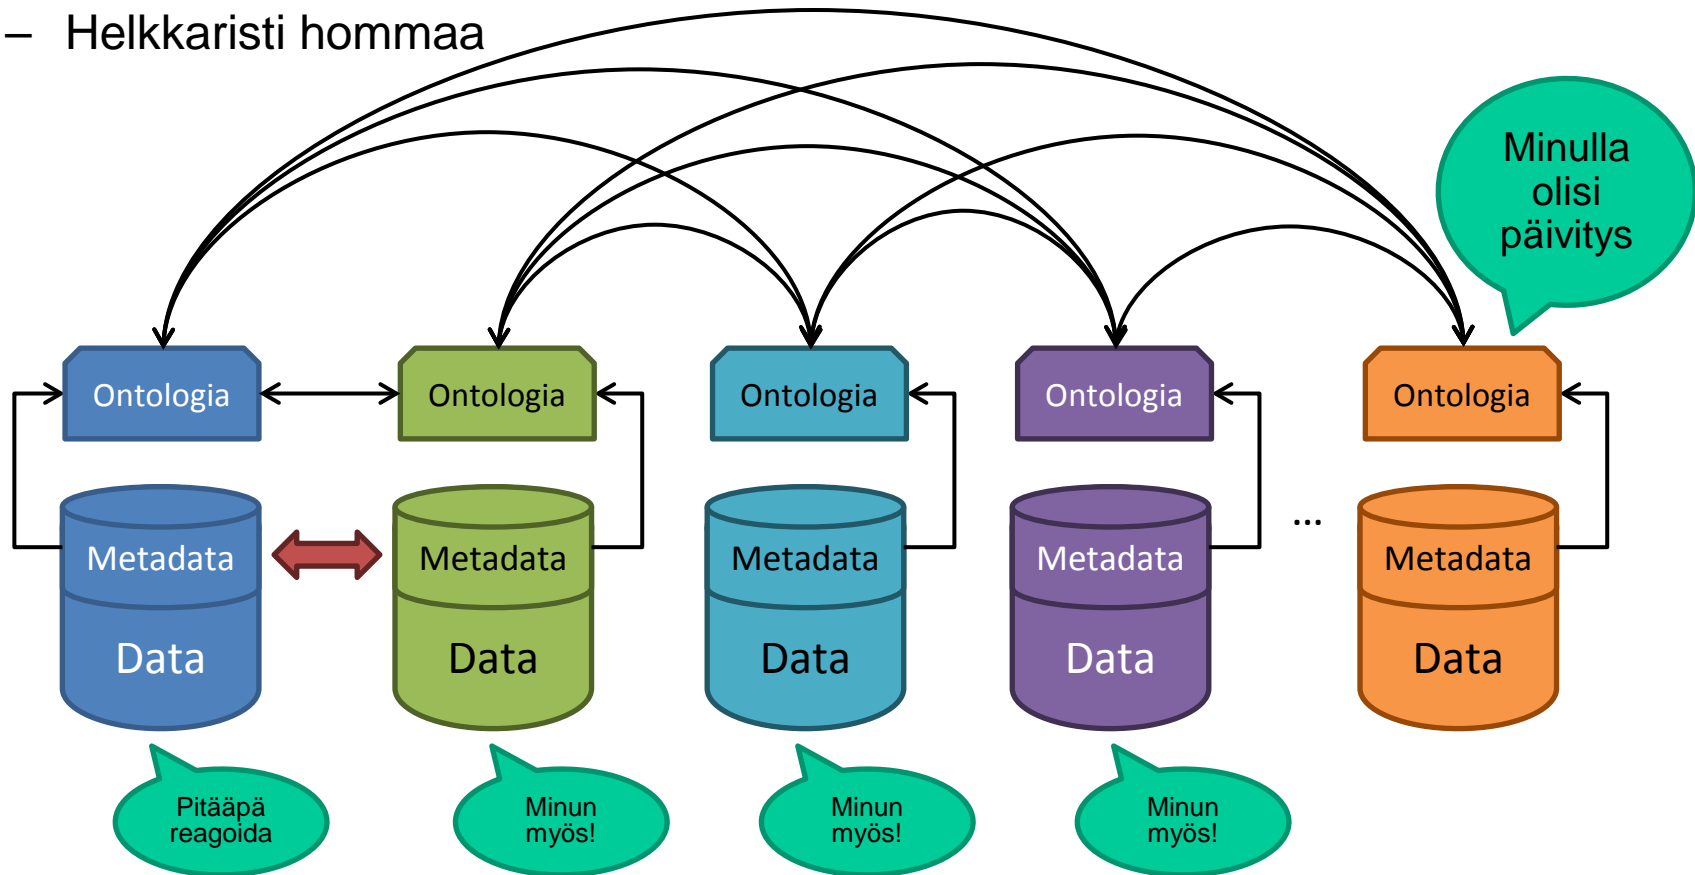 – Helkkaristi hommaa
Minulla
olisi
päivitys
Ontologia
Ontologia
Ontologia
Ontologia
Ontologia
...
Metadata
Metadata
Metadata
Metadata
Metadata
Data
Data
Data
Data
Data
Pitääpä
reagoida
Minun
myös!
Minun
myös!
Minun
myös!